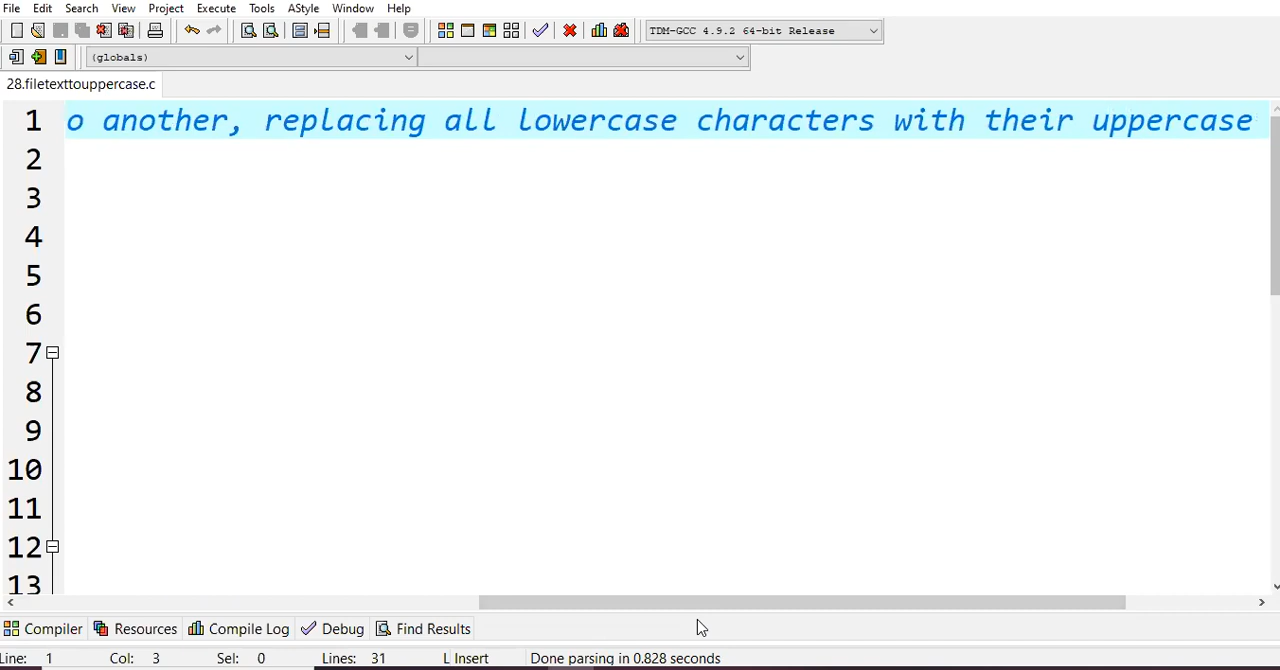 File Edit Search View Project Execute Tools AStyle Window Help
TDM-GCC 4.9.2 64-bit Release
(globals)
28.filetexttouppercase.c
1 o another, replacing all lowercase characters with their uppercase
2
3
4
5
6
7
8
9
10
11
12
13
Compiler Resources Compile Log Debug Find Results
Line: 1 Col: 3 Sel: 0 Lines: 31 L Insert Done parsing in 0.828 seconds